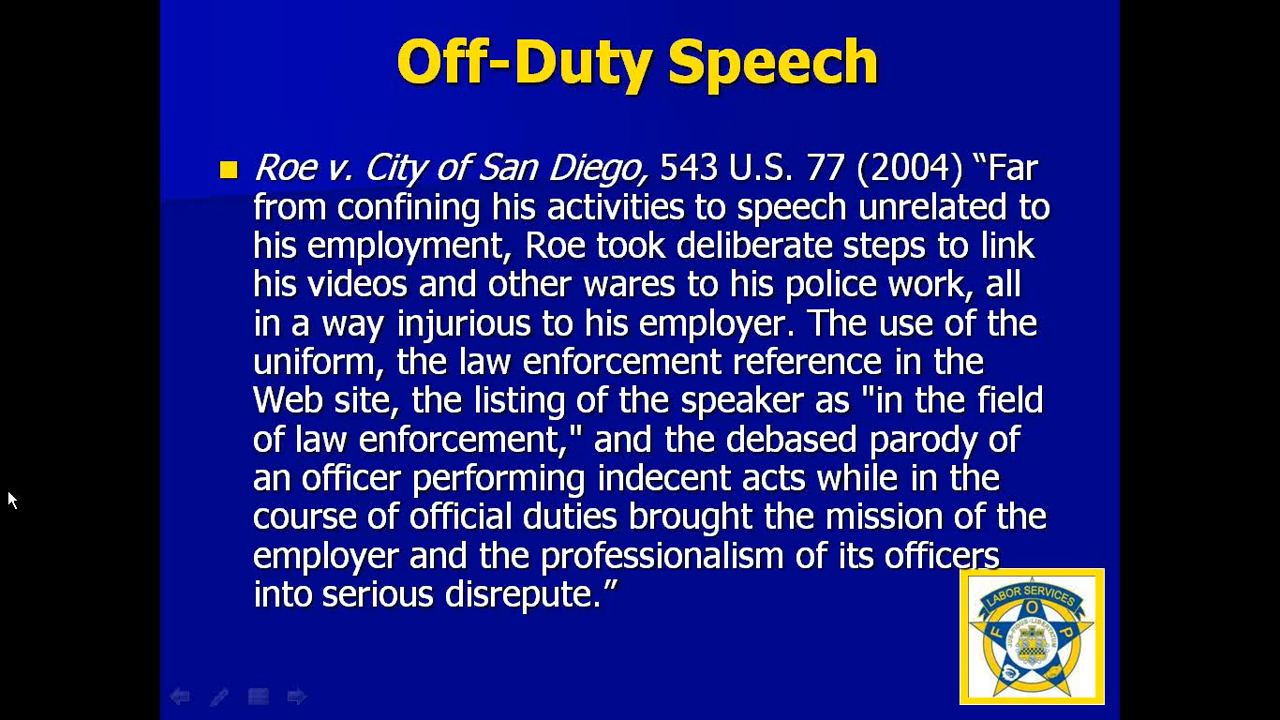 Off-Duty Speech
Roe v. City of San Diego, 543 U.S. 77 (2004) “Far
from confining his activities to speech unrelated to
his employment, Roe took deliberate steps to link
his videos and other wares to his police work, all
in a way injurious to his employer. The use of the
uniform, the law enforcement reference in the
Web site, the listing of the speaker as "in the field
of law enforcement," and the debased parody of
an officer performing indecent acts while in the
course of official duties brought the mission of the
employer and the professionalism of its officers
into serious disrepute.”
LABOR SERVICES
F O P